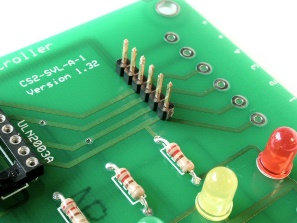 roller
CS2-SVL-A-1
Version 1.32
ULN2003A